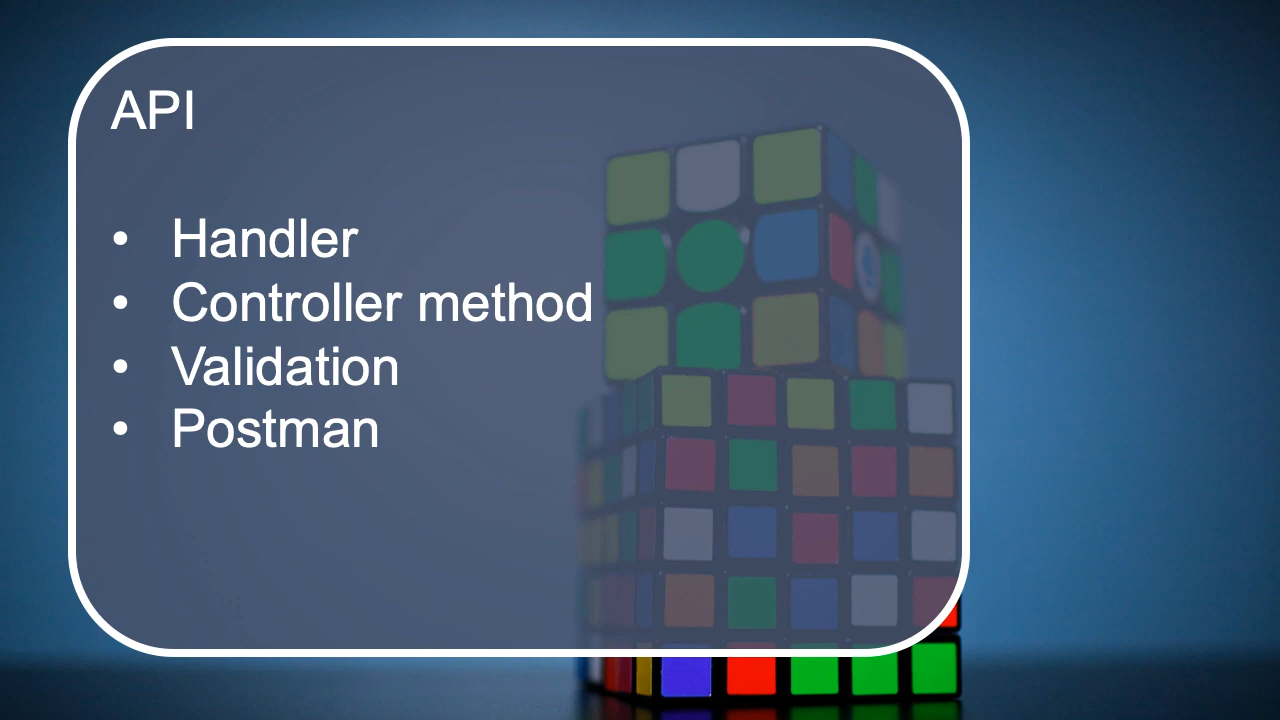 API
• Handler
• Controller method
• Validation
• Postman